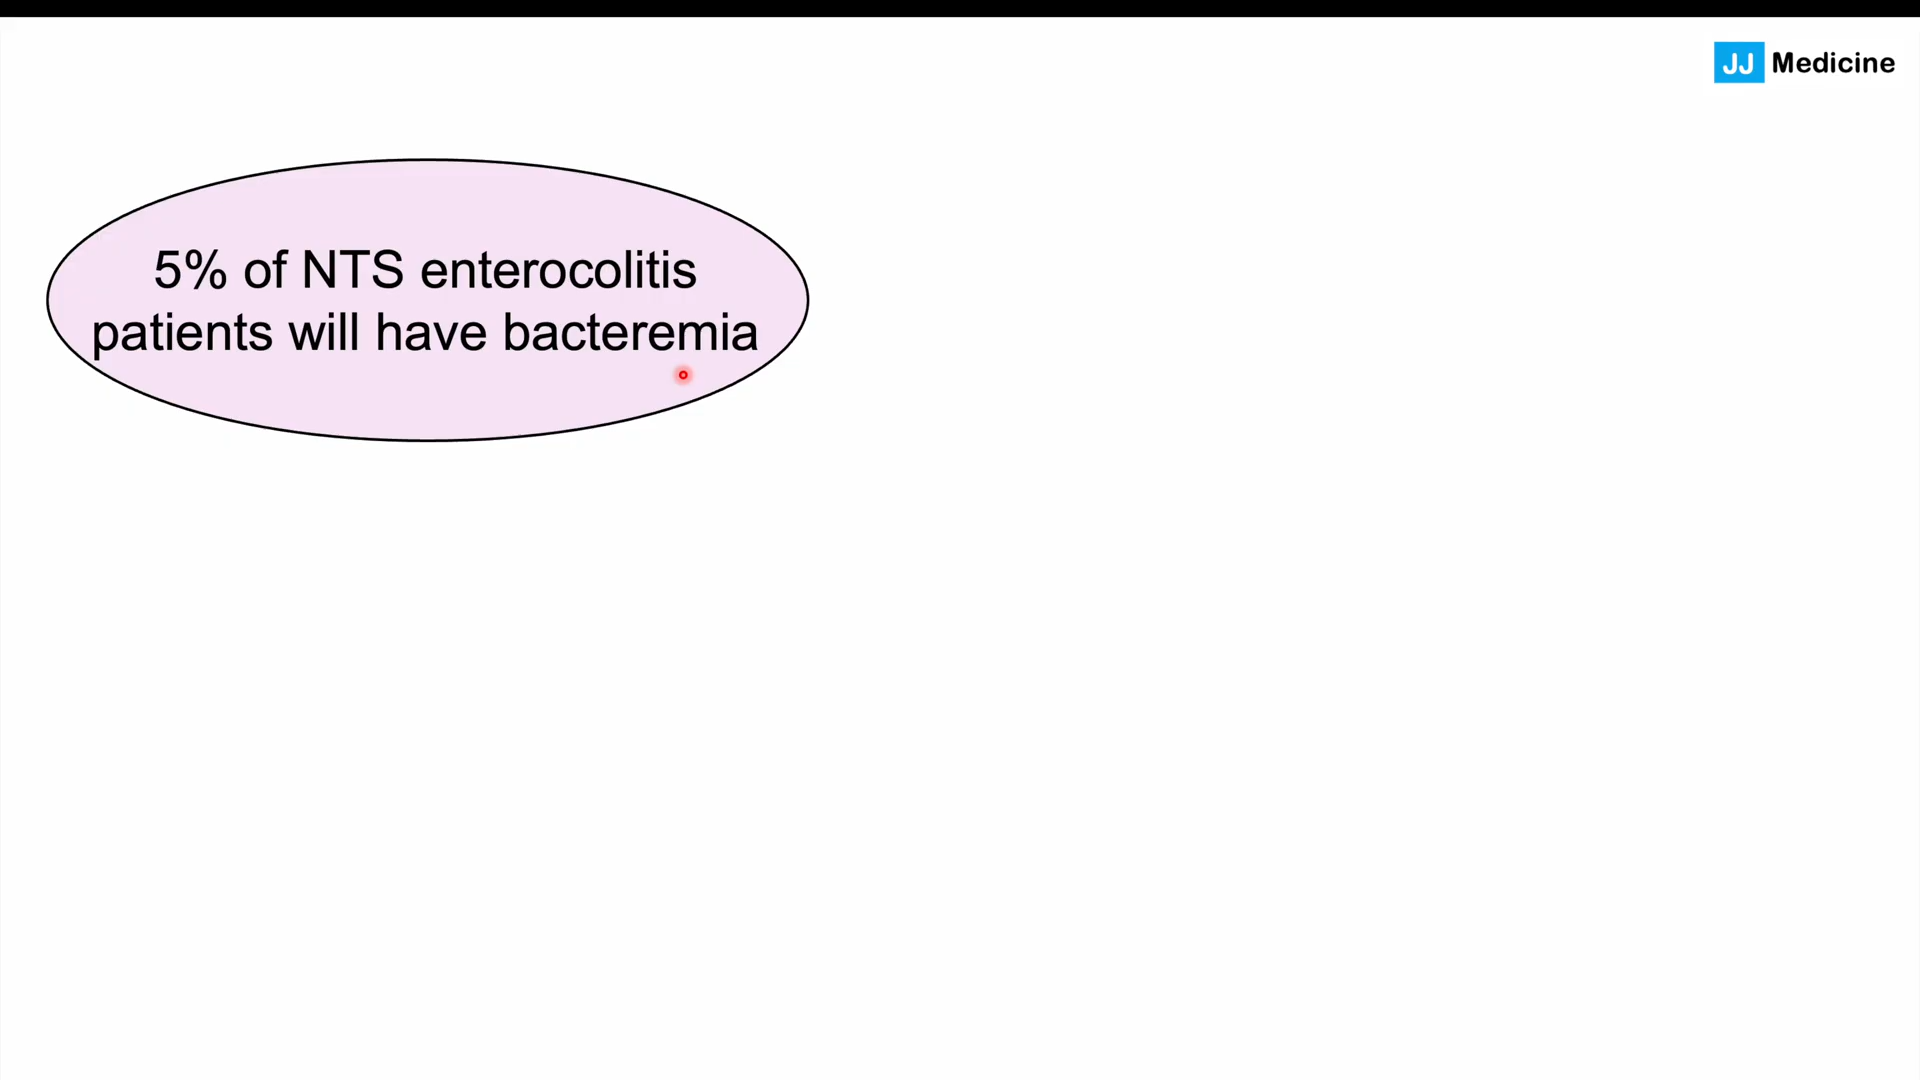 JJ Medicine
5% of NTS enterocolitis
patients will have bacteremia